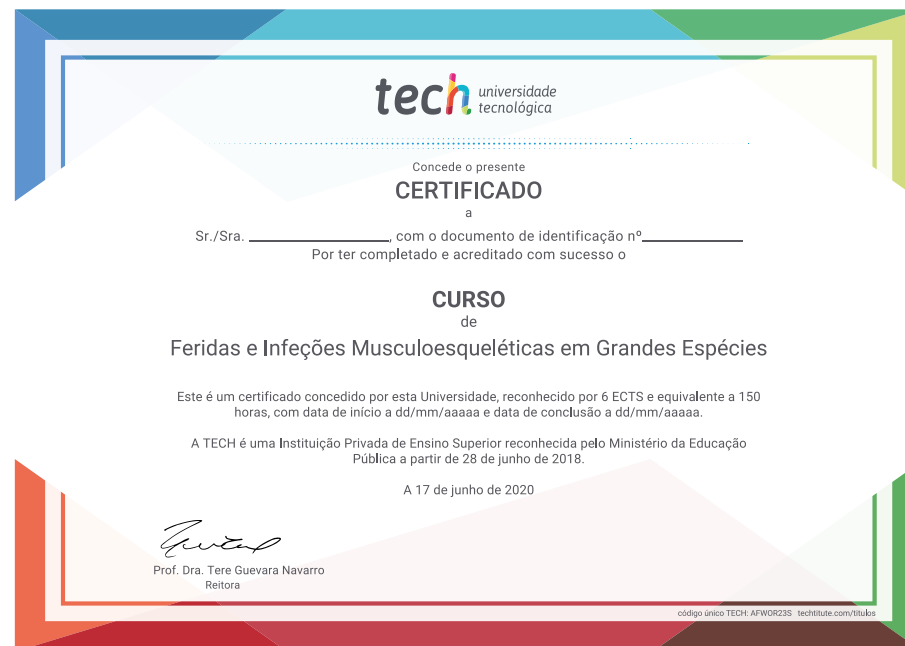 tech universidade
tecnológica
Concede o presente
CERTIFICADO
a
Sr./Sra. , com o documento de identificação nº
Por ter completado e acreditado com sucesso o
CURSO
de
Feridas e Infeções Musculoesqueléticas em Grandes Espécies
Este é um certificado concedido por esta Universidade, reconhecido por 6 ECTS e equivalente a 150
horas, com data de início a dd/mm/aaaaa e data de conclusão a dd/mm/aaaaa.
A TECH é uma Instituição Privada de Ensino Superior reconhecida pelo Ministério da Educação
Pública a partir de 28 de junho de 2018.
A 17 de junho de 2020
Prof. Dra. Tere Guevara Navarro
Reitora
código único TECH: AFWOR23S techtitute.com/titulos